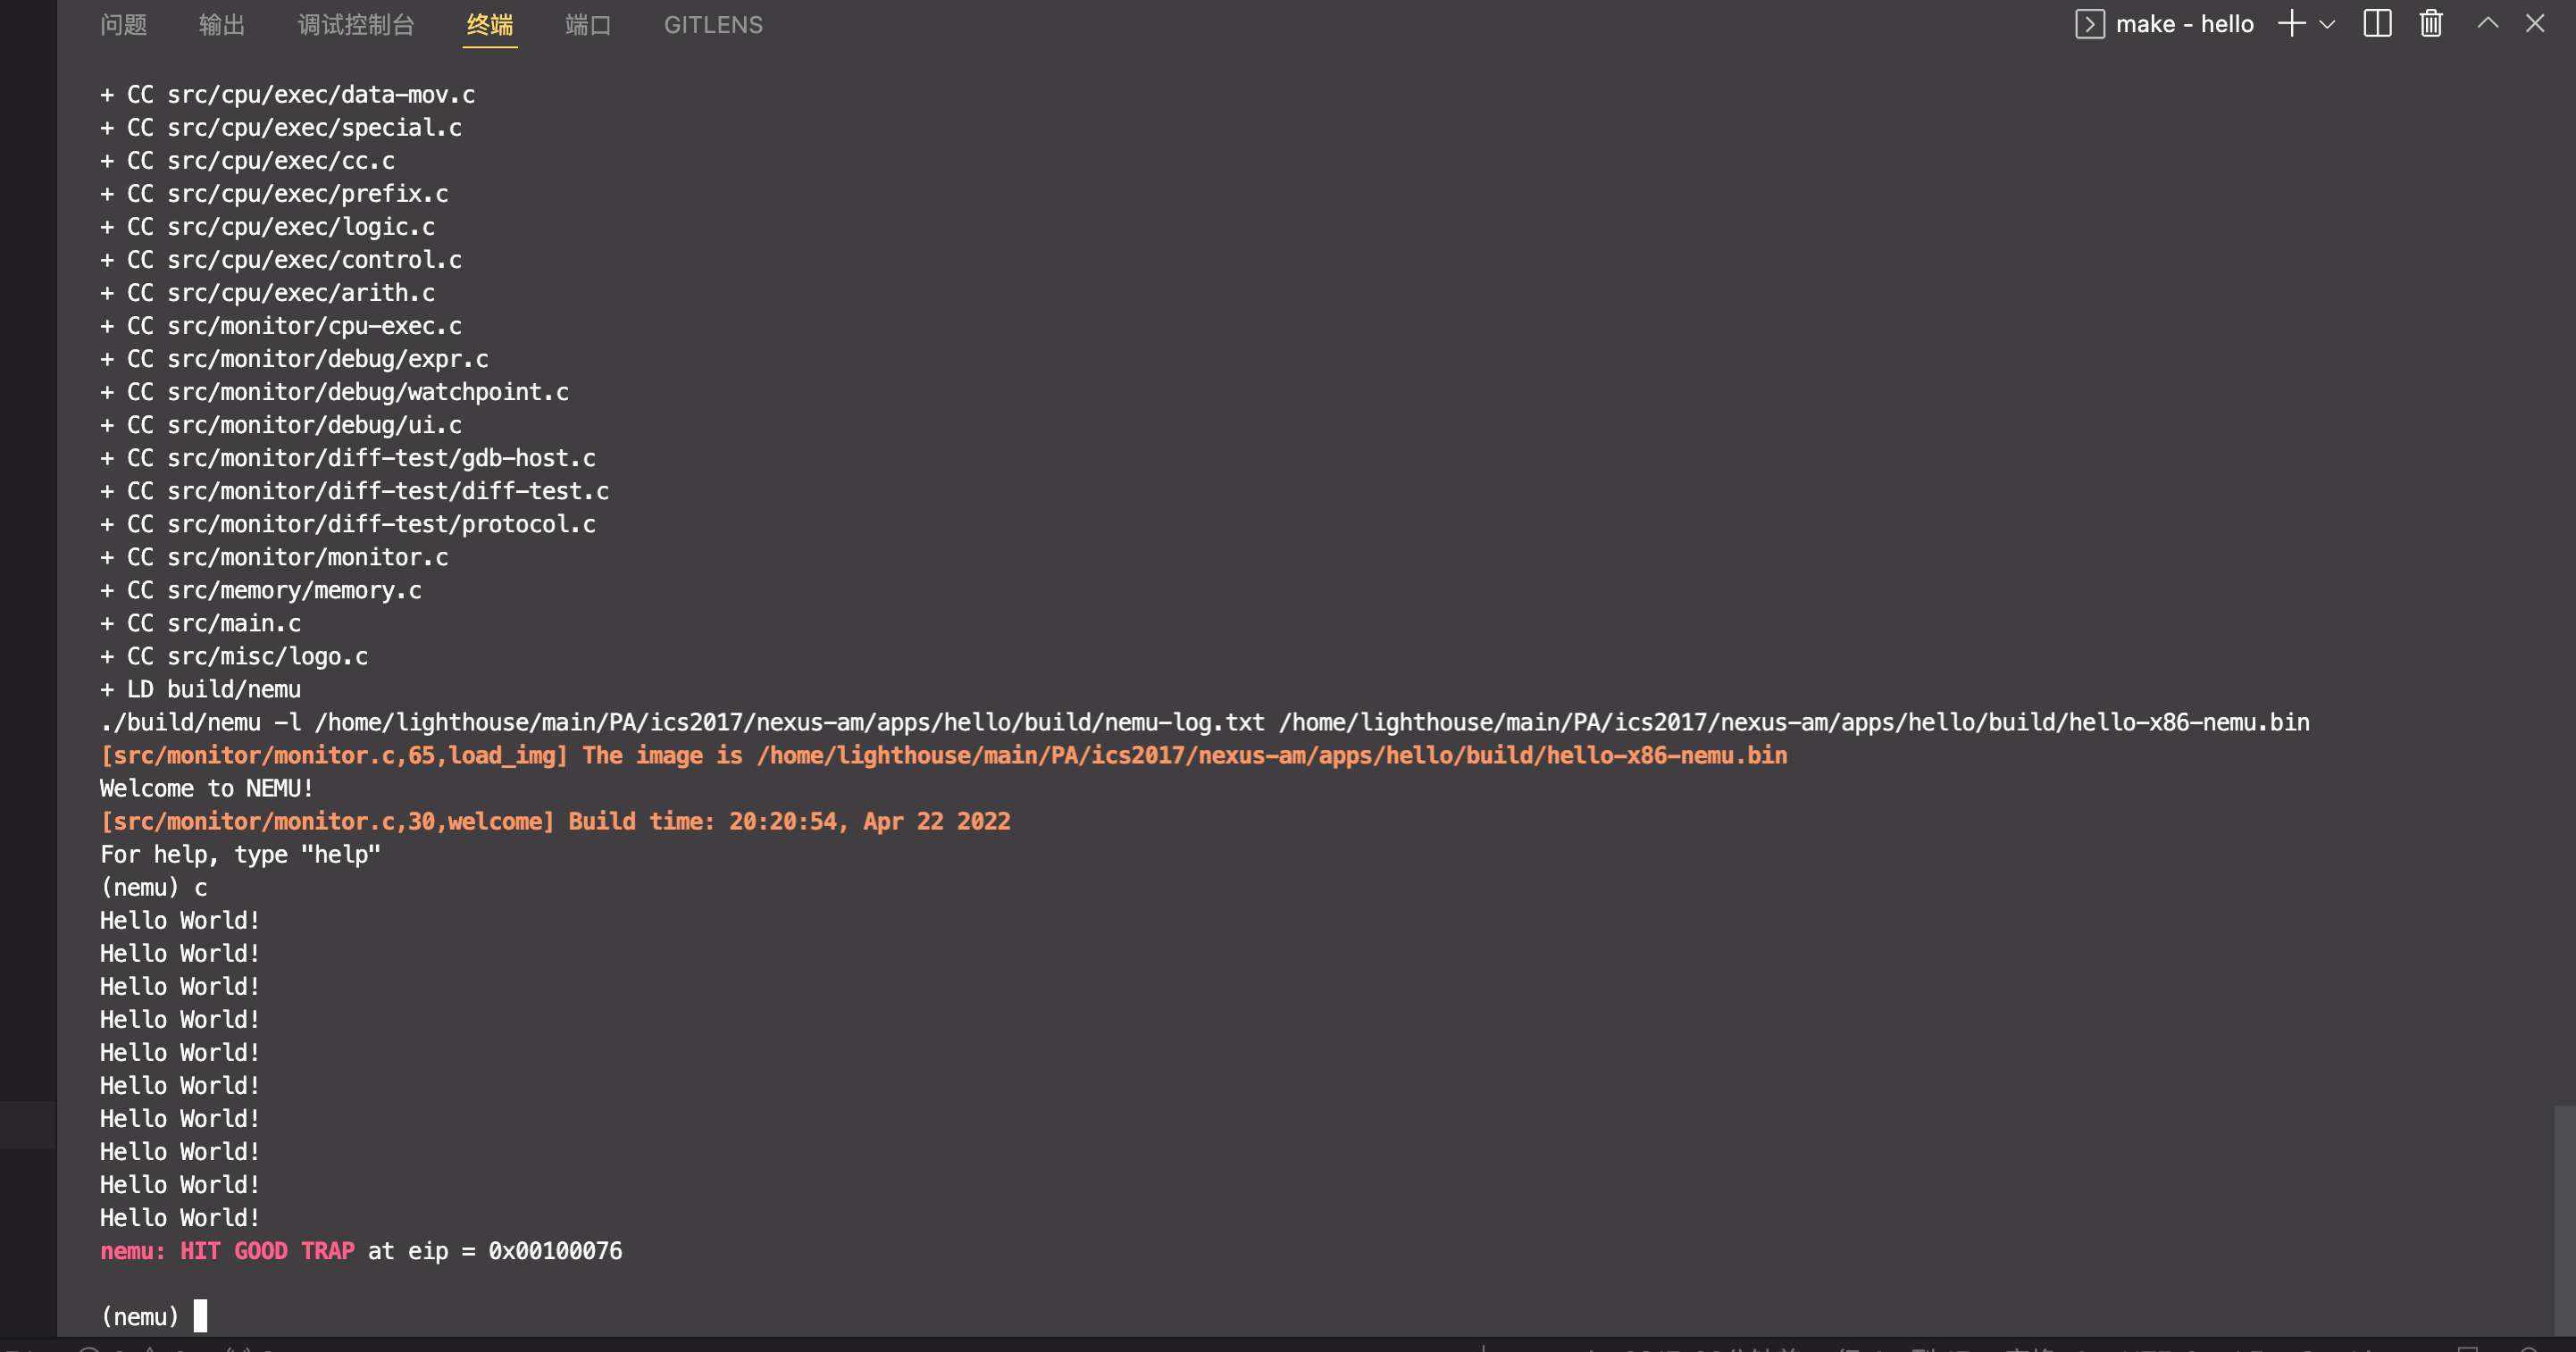 问题 输出 调试控制台 终端 端口 GITLENS make - hello
+ CC src/cpu/exec/data-mov.c
+ CC src/cpu/exec/special.c
+ CC src/cpu/exec/cc.c
+ CC src/cpu/exec/prefix.c
+ CC src/cpu/exec/logic.c
+ CC src/cpu/exec/control.c
+ CC src/cpu/exec/arith.c
+ CC src/monitor/cpu-exec.c
+ CC src/monitor/debug/expr.c
+ CC src/monitor/debug/watchpoint.c
+ CC src/monitor/debug/ui.c
+ CC src/monitor/diff-test/gdb-host.c
+ CC src/monitor/diff-test/diff-test.c
+ CC src/monitor/diff-test/protocol.c
+ CC src/monitor/monitor.c
+ CC src/memory/memory.c
+ CC src/main.c
+ CC src/misc/logo.c
+ LD build/nemu
./build/nemu -l /home/lighthouse/main/PA/ics2017/nexus-am/apps/hello/build/nemu-log.txt /home/lighthouse/main/PA/ics2017/nexus-am/apps/hello/build/hello-x86-nemu.bin
[src/monitor/monitor.c,65,load_img] The image is /home/lighthouse/main/PA/ics2017/nexus-am/apps/hello/build/hello-x86-nemu.bin
Welcome to NEMU!
[src/monitor/monitor.c,30,welcome] Build time: 20:20:54, Apr 22 2022
For help, type "help"
(nemu) c
Hello World!
Hello World!
Hello World!
Hello World!
Hello World!
Hello World!
Hello World!
Hello World!
Hello World!
Hello World!
nemu: HIT GOOD TRAP at eip = 0x00100076
(nemu)